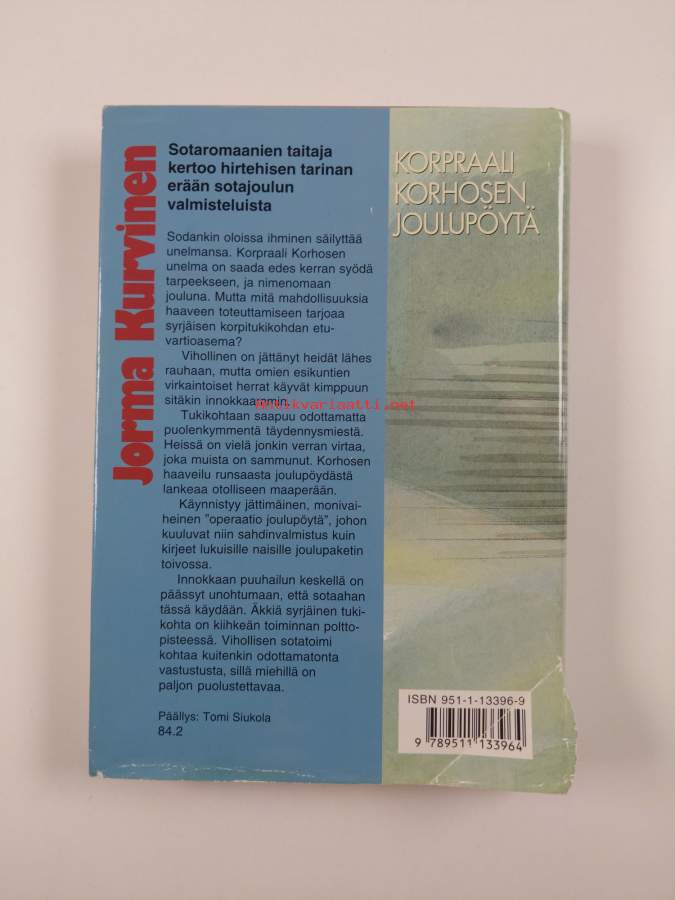 Jorma Kurvinen
Sotaromaanien taitaja
kertoo hirtehisen tarinan
erään sotajoulun
valmisteluista
Sodankin oloissa ihminen säilyttää
unelmansa. Korpraali Korhosen
unelma on saada edes kerran syödä
tarpeekseen, ja nimenomaan
jouluna. Mutta mitä mahdollisuuksia
haaveen toteuttamiseen tarjoaa
syrjäisen korpitukikohdan etu-
vartioasema?
Vihollinen on jättänyt heidät lähes
rauhaan, mutta omien esikuntien
virkaintoiset herrat käyvät kimppuun
sitäkin innokkaammin.
Tukikohtaan saapuu odottamatta
puolenkymmentä täydennysmiestä.
Heissä on vielä jonkin verran virtaa,
joka muista on sammunut. Korhosen
haaveilu runsaasta joulupöydästä
lankeaa otolliseen maaperään.
Käynnistyy jättimäinen, monivai-
heinen "operaatio joulupöytä", johon
kuuluvat niin sahdinvalmistus kuin
kirjeet lukuisille naisille joulupaketin
toivossa.
Innokkaan puuhailun keskellä on
päässyt unohtumaan, että sotaahan
tässä käydään. Äkkiä syrjäinen tuki-
kohta on kiihkeän toiminnan poltto-
pisteessä. Vihollisen sotatoimi
kohtaa kuitenkin odottamatonta
vastustusta, sillä miehillä on
paljon puolustettavaa.
Päällys: Tomi Siukola
84.2
KORPRAALI
KORHOSEN
JOULUPÖYTÄ
ISBN 951-1-13396-9
9 789511 133964
Antikvariaatti.net